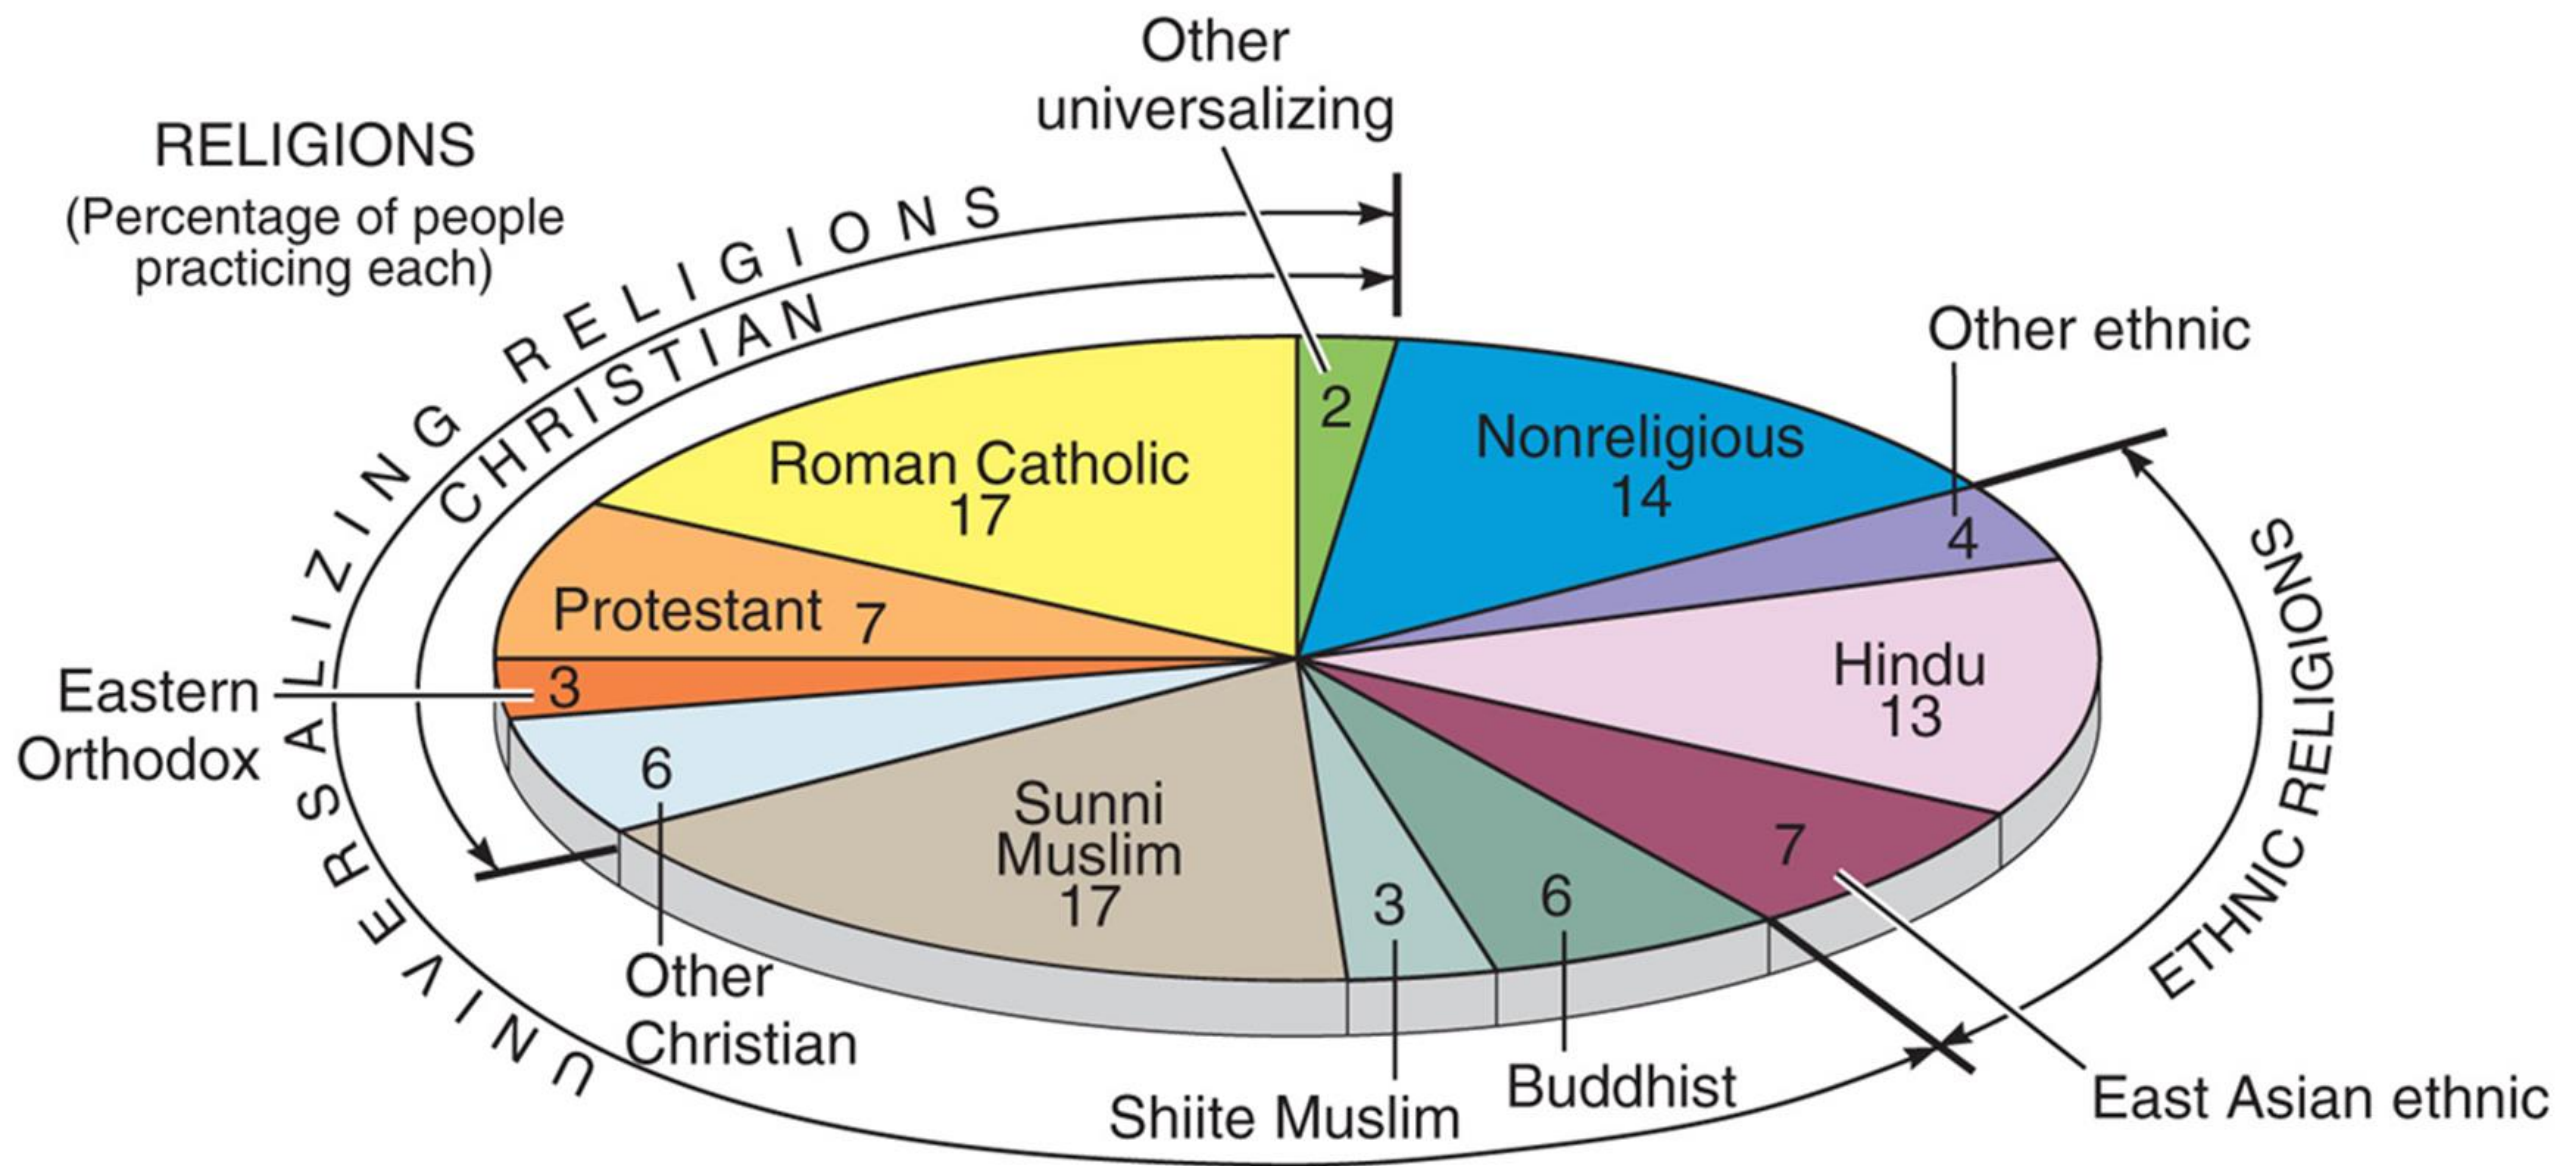 RELIGIONS
(Percentage of people
practicing each)
UNIVERSALIZING RELIGIONS
CHRISTIAN
Other
universalizing
2
Nonreligious
14
Other ethnic
4
Hindu
13
ETHNIC RELIGIONS
7
East Asian ethnic
6
Buddhist
3
Shiite Muslim
Sunni
Muslim
17
6
Other
Christian
3
Eastern
Orthodox
Protestant 7
Roman Catholic
17